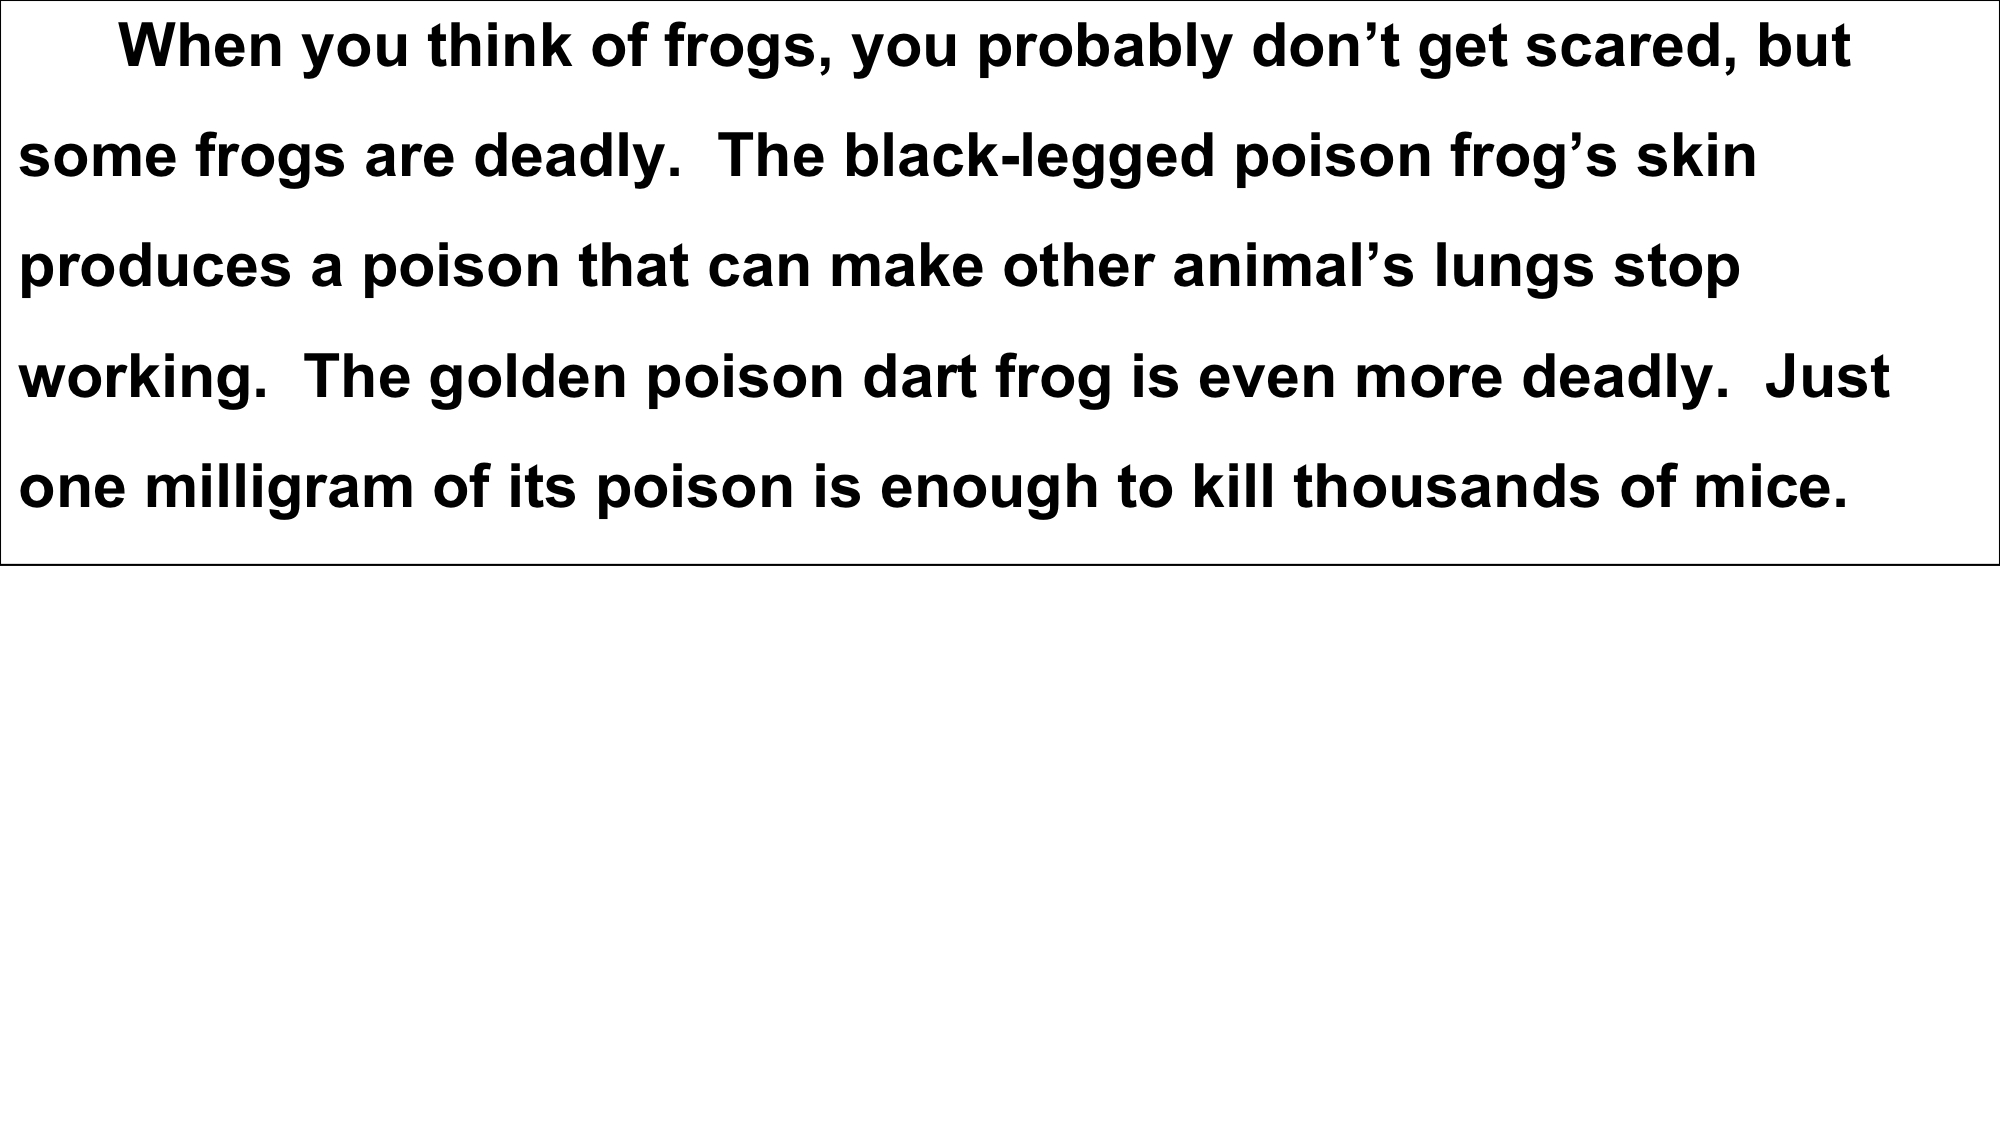 When you think of frogs, you probably don’t get scared, but
some frogs are deadly.  The black-legged poison frog’s skin
produces a poison that can make other animal’s lungs stop
working.  The golden poison dart frog is even more deadly.  Just
one milligram of its poison is enough to kill thousands of mice.